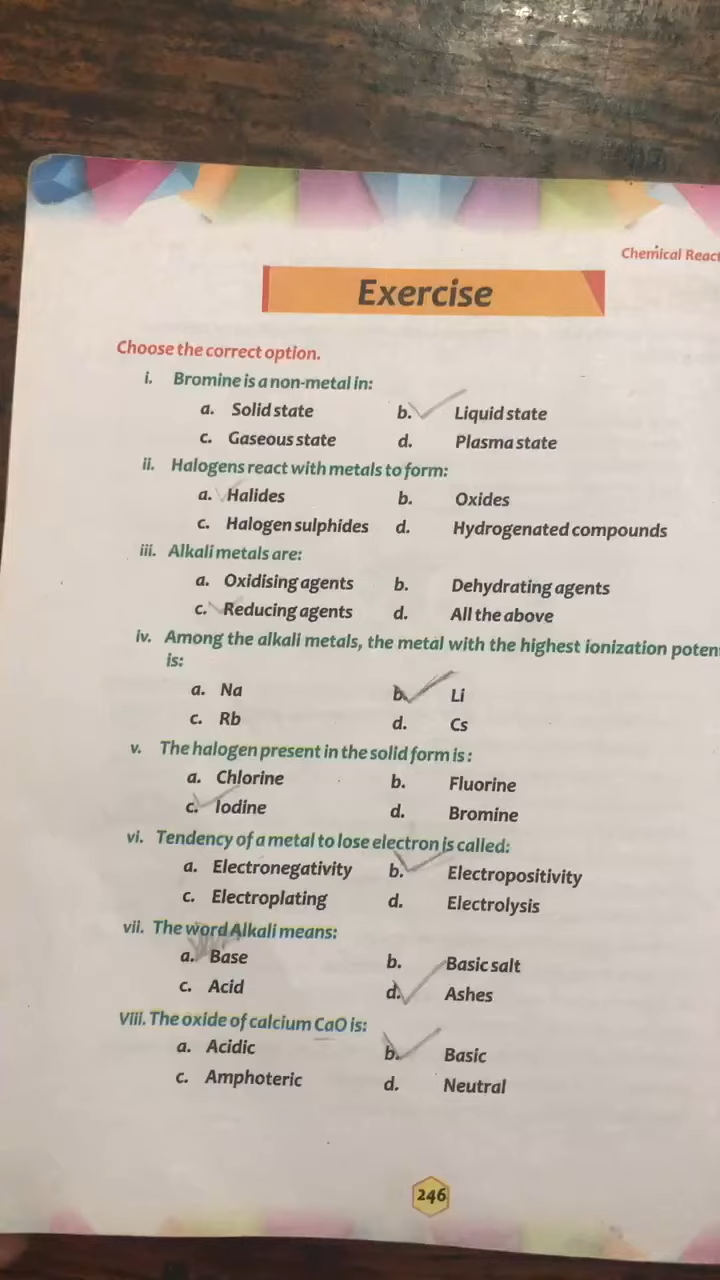 Chemical React
Exercise
Choose the correct option.
i. Bromine is a non-metal in:
a. Solid state b. Liquid state
c. Gaseous state d. Plasma state
ii. Halogens react with metals to form:
a. Halides b. Oxides
c. Halogen sulphides d. Hydrogenated compounds
iii. Alkali metals are:
a. Oxidising agents b. Dehydrating agents
c. Reducing agents d. All the above
iv. Among the alkali metals, the metal with the highest ionization poten
is:
a. Na b. Li
c. Rb d. Cs
v. The halogen present in the solid form is :
a. Chlorine b. Fluorine
c. Iodine d. Bromine
vi. Tendency of a metal to lose electron is called:
a. Electronegativity b. Electropositivity
c. Electroplating d. Electrolysis
vii. The word Alkali means:
a. Base b. Basic salt
c. Acid d. Ashes
Viii. The oxide of calcium CaO is:
a. Acidic b. Basic
c. Amphoteric d. Neutral
246